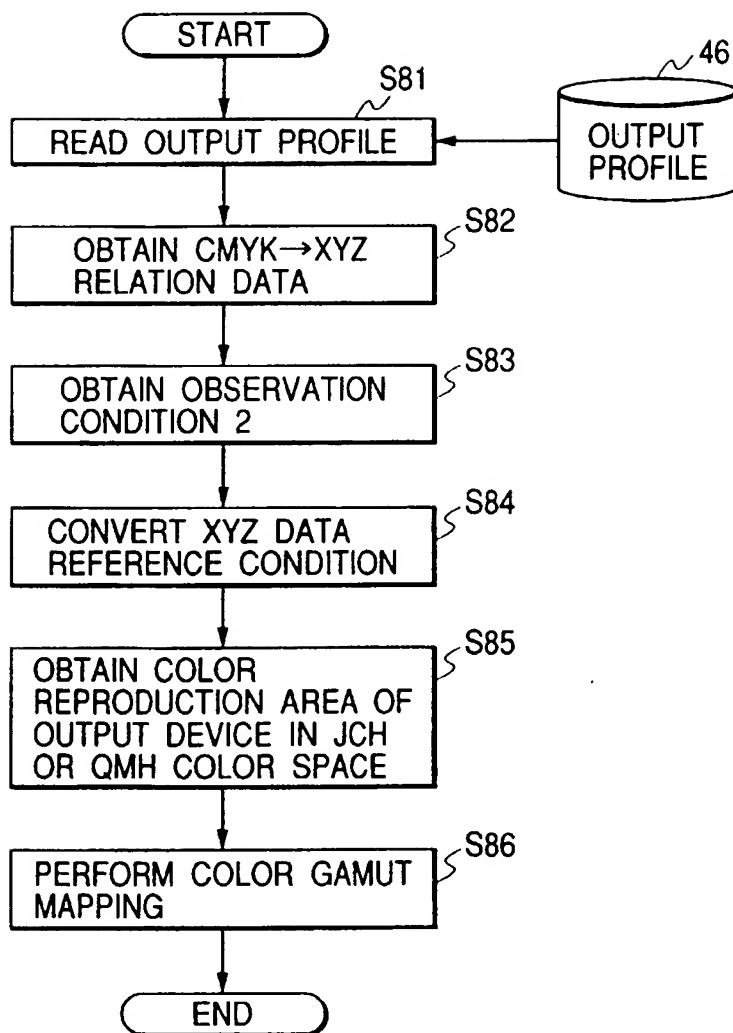 START
46
S81
READ OUTPUT PROFILE
OUTPUT
PROFILE
S82
OBTAIN CMYK→XYZ
RELATION DATA
S83
OBTAIN OBSERVATION
CONDITION 2
S84
CONVERT XYZ DATA
REFERENCE CONDITION
S85
OBTAIN COLOR
REPRODUCTION AREA OF
OUTPUT DEVICE IN JCH
OR QMH COLOR SPACE
S86
PERFORM COLOR GAMUT
MAPPING
END